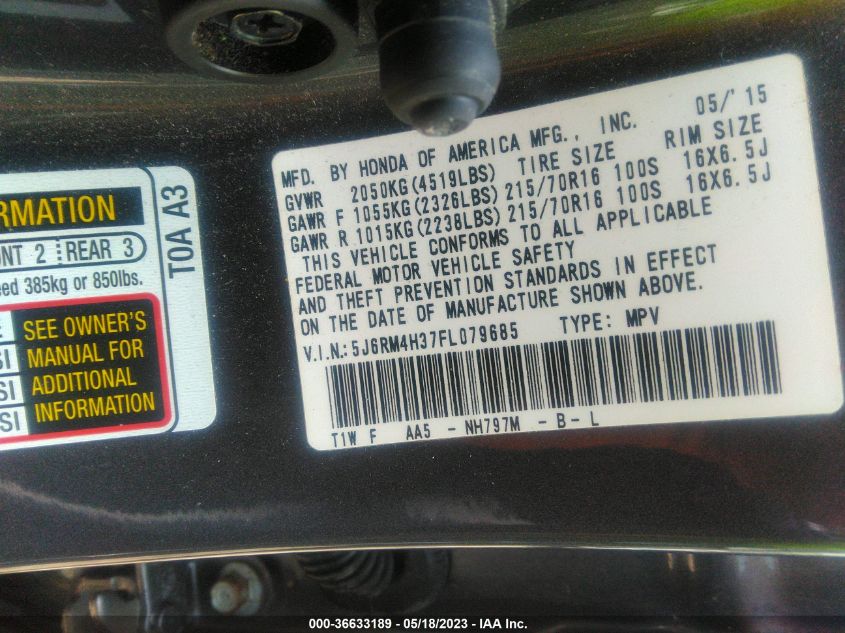 RMATION
NT 2 REAR 3
eed 385kg or 850lbs.
SEE OWNER'S
SI MANUAL FOR
SI ADDITIONAL
SI INFORMATION
T0A A3
MFD. BY HONDA OF AMERICA MFG., INC. 05/'15
GVWR 2050KG(4519LBS) TIRE SIZE RIM SIZE
GAWR F 1055KG(2326LBS) 215/70R16 100S 16X6.5J
GAWR R 1015KG(2238LBS) 215/70R16 100S 16X6.5J
THIS VEHICLE CONFORMS TO ALL APPLICABLE
FEDERAL MOTOR VEHICLE SAFETY
AND THEFT PREVENTION STANDARDS IN EFFECT
ON THE DATE OF MANUFACTURE SHOWN ABOVE.
V.I.N.:5J6RM4H37FL079685 TYPE: MPV
T1W F AA5 - NH797M - B - L
000-36633189 - 05/18/2023 - IAA Inc.